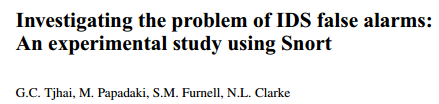 Investigating the problem of IDS false alarms:
An experimental study using Snort
G.C. Tjhai, M. Papadaki, S.M. Furnell, N.L. Clarke